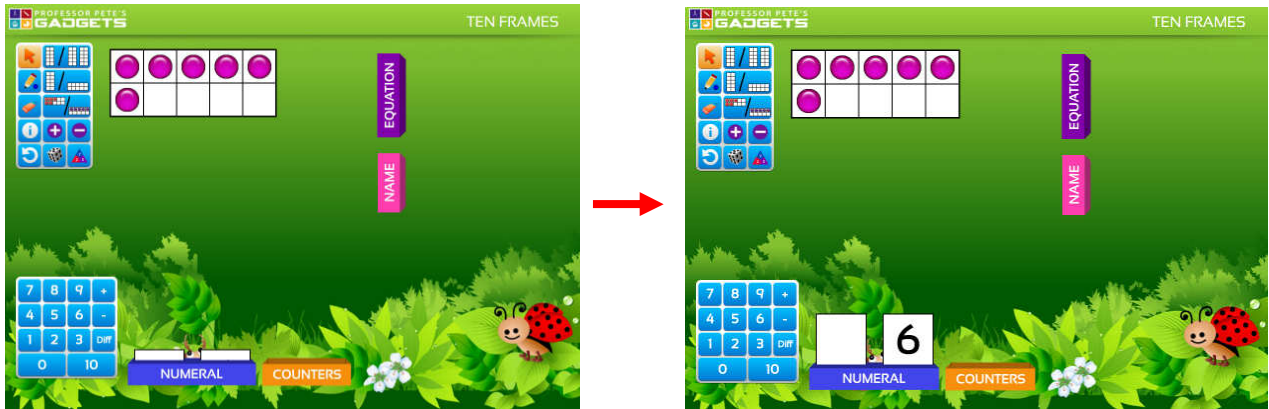 PROFESSOR PETE'S
GADGETS
TEN FRAMES
EQUATION
NAME
7 8 9 +
4 5 6 -
1 2 3 Diff
0 10
NUMERAL
COUNTERS
PROFESSOR PETE'S
GADGETS
TEN FRAMES
EQUATION
NAME
7 8 9 +
4 5 6 -
1 2 3 Diff
0 10
6
NUMERAL
COUNTERS